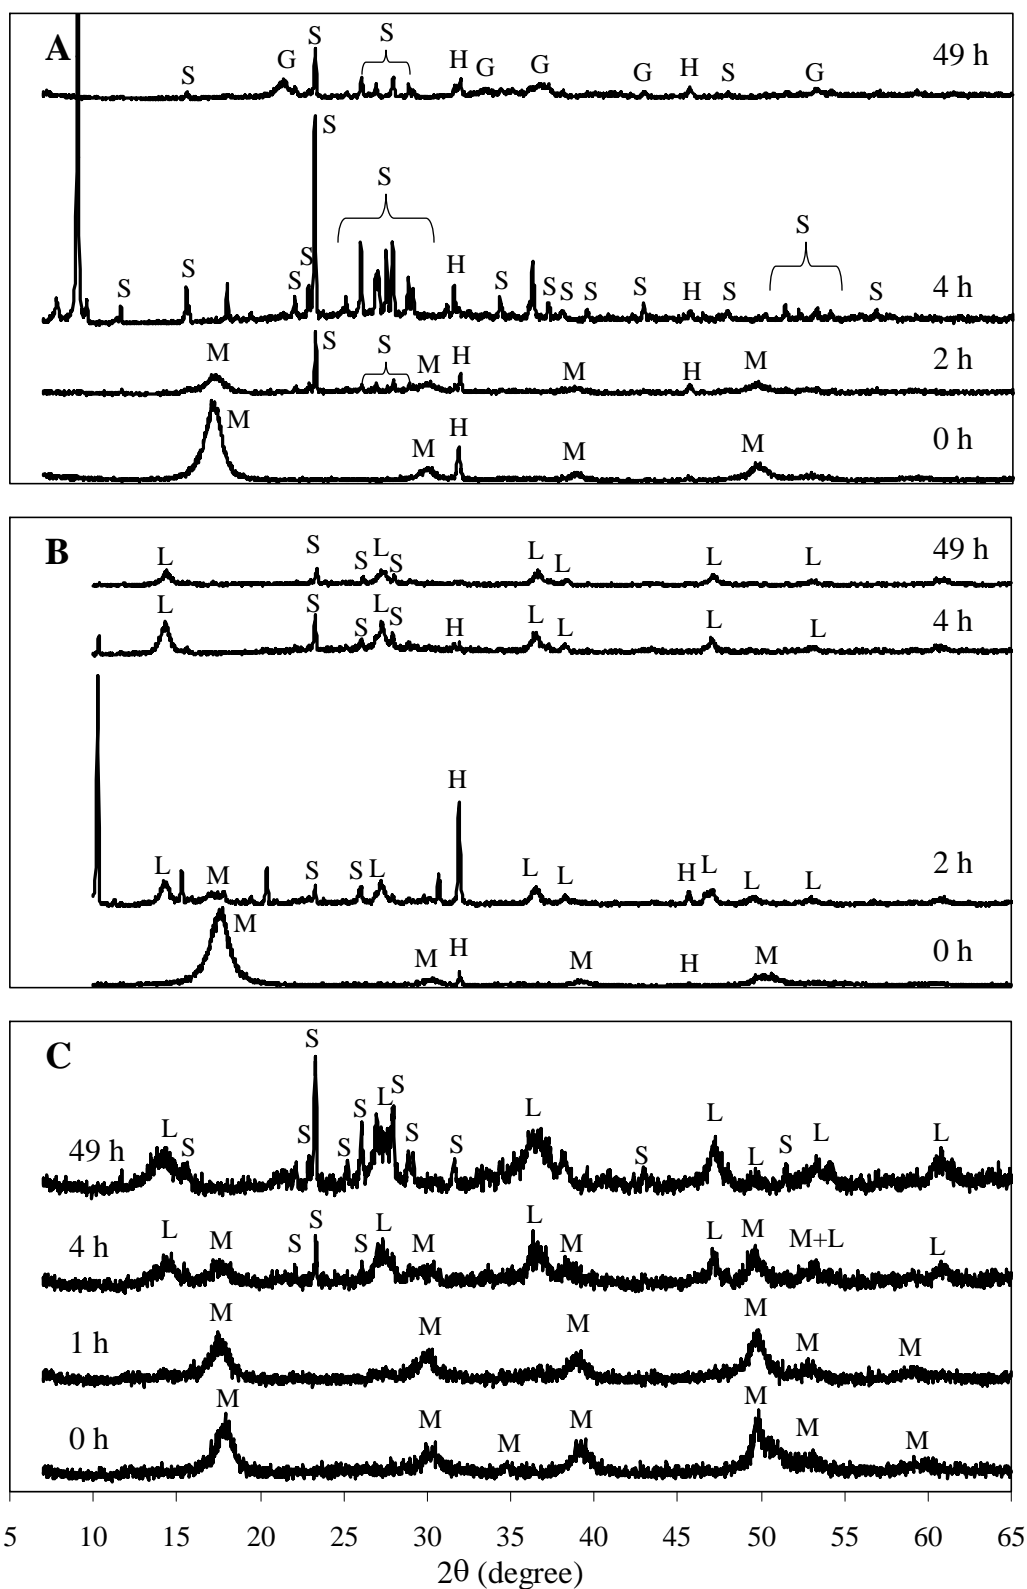 A
S G S S H G G G H S G 49 h
S S S S S S S H S S S S S H S S S 4 h
M S S M H M H M 2 h
M M H M M 0 h
B
L S S L S L L L L 49 h
L S S L S H L L L L 4 h
L M S S L H L L H L L L 2 h
M M H M H M 0 h
C
49 h L S S S S S L S S S L S L L S L L
4 h L M S S S L M L M L M M+L L
1 h M M M M M M
0 h M M M M M M M
5 10 15 20 25 30 35 40 45 50 55 60 65
2θ (degree)